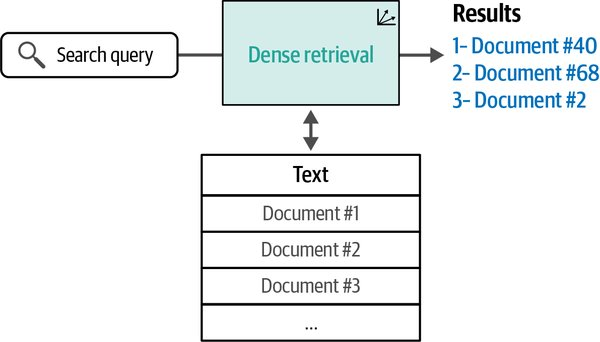 Search query
Dense retrieval
Results
1- Document #40
2- Document #68
3- Document #2
Text
Document #1
Document #2
Document #3
...